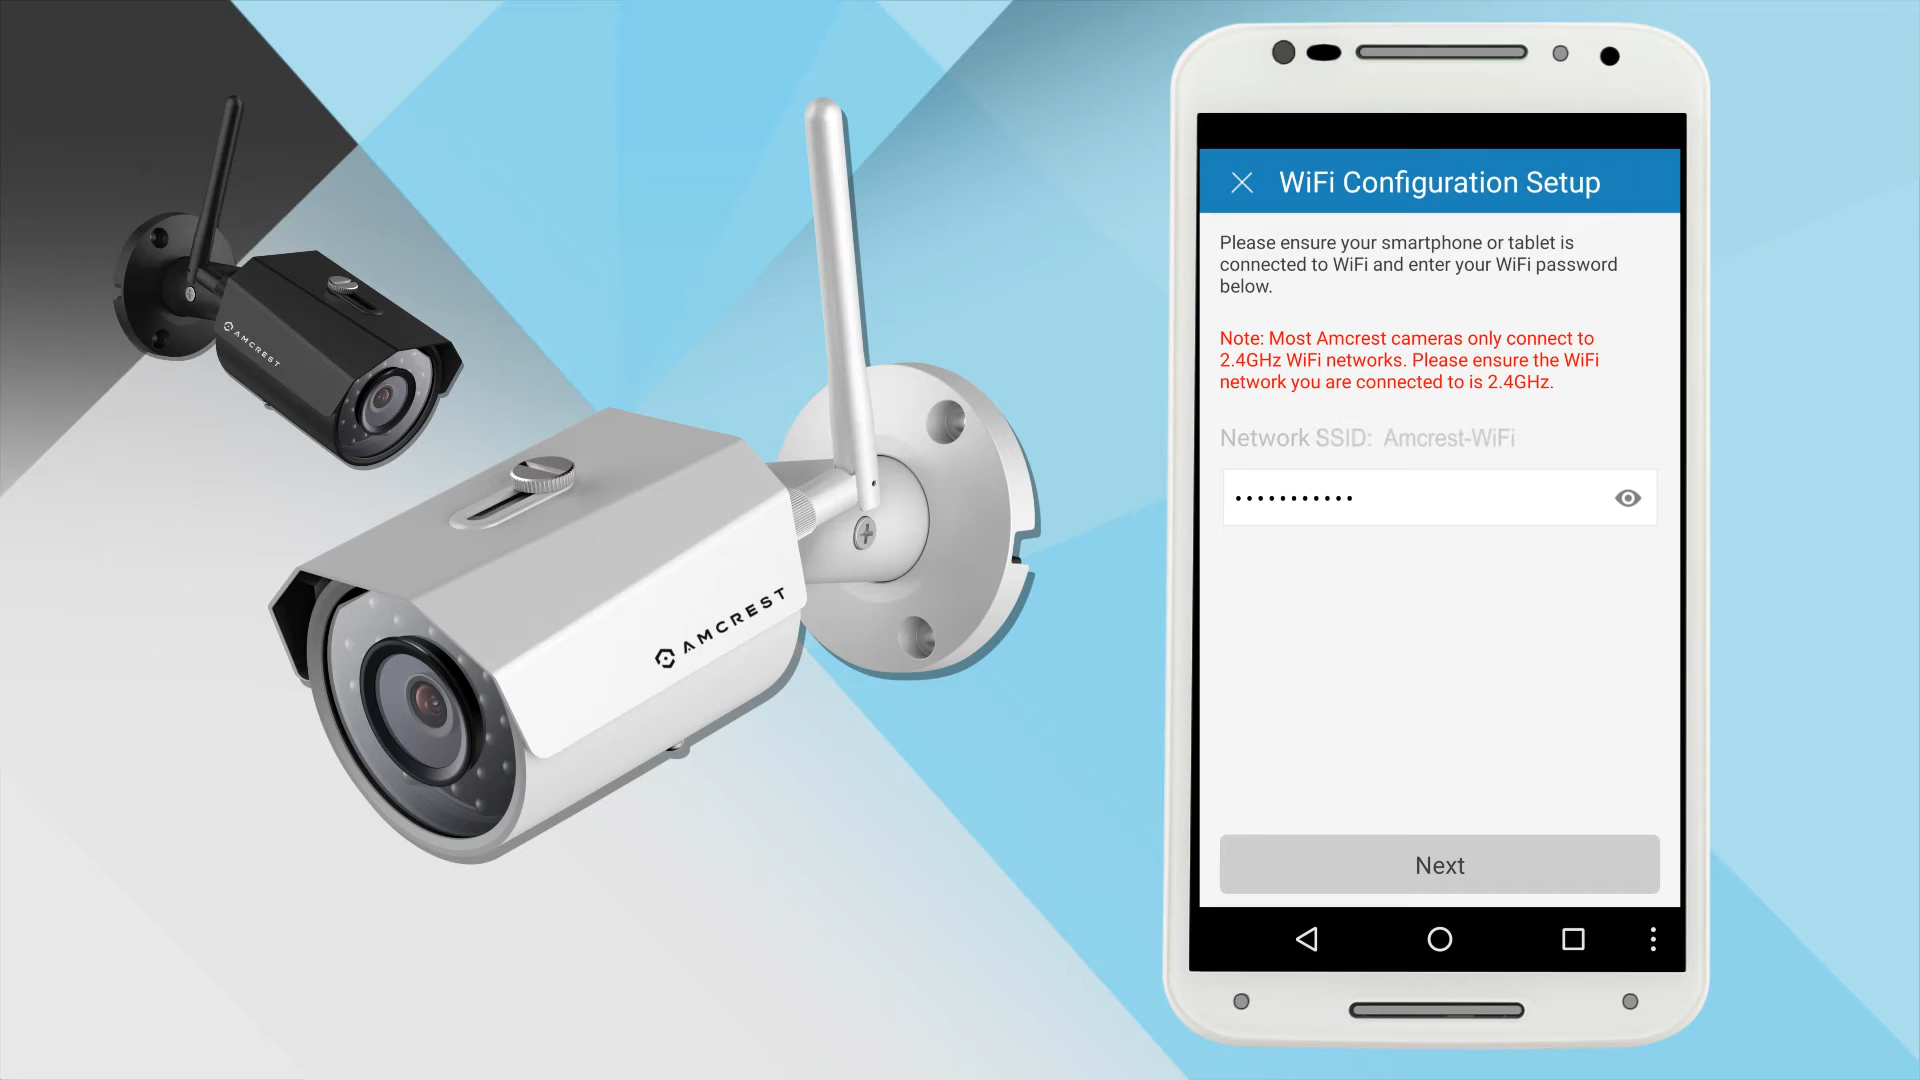 AMCREST
AMCREST
WiFi Configuration Setup
Please ensure your smartphone or tablet is
connected to WiFi and enter your WiFi password
below.
Note: Most Amcrest cameras only connect to
2.4GHz WiFi networks. Please ensure the WiFi
network you are connected to is 2.4GHz.
Network SSID: Amcrest-WiFi
•••••••••••
Next